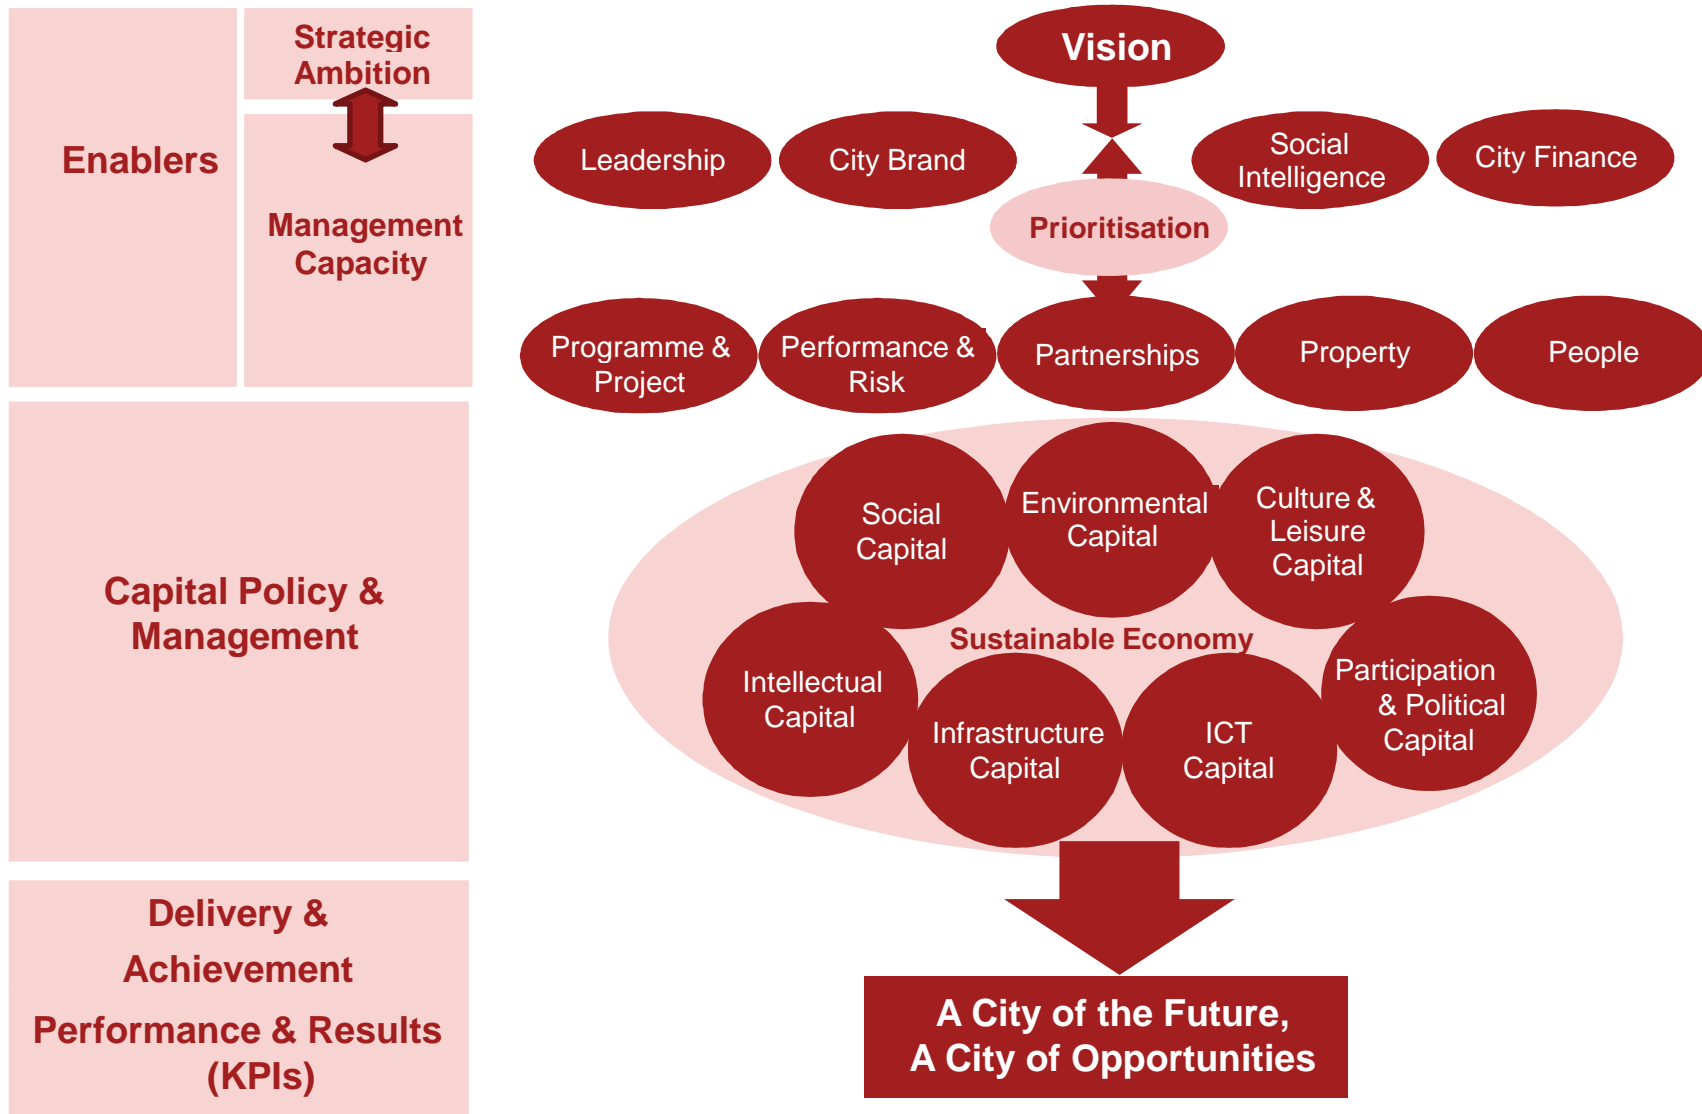 Strategic
Ambition
Enablers
Management
Capacity
Capital Policy &
Management
Delivery &
Achievement
Performance & Results
(KPIs)
Vision
Leadership
City Brand
Social
Intelligence
City Finance
Prioritisation
Programme &
Project
Performance &
Risk
Partnerships
Property
People
Social
Capital
Environmental
Capital
Culture &
Leisure
Capital
Sustainable Economy
Intellectual
Capital
Infrastructure
Capital
ICT
Capital
Participation
& Political
Capital
A City of the Future,
A City of Opportunities